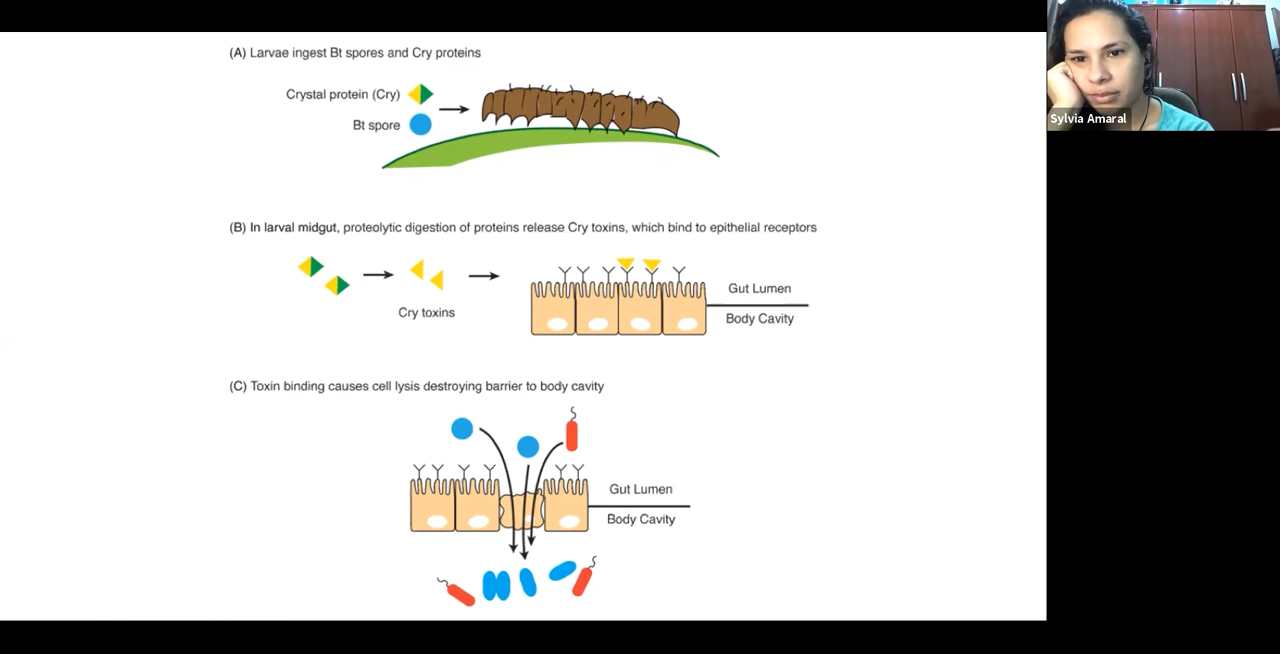 (A) Larvae ingest Bt spores and Cry proteins
Crystal protein (Cry)
Bt spore
Sylvia Amaral
(B) In larval midgut, proteolytic digestion of proteins release Cry toxins, which bind to epithelial receptors
Cry toxins
Gut Lumen
Body Cavity
(C) Toxin binding causes cell lysis destroying barrier to body cavity
Gut Lumen
Body Cavity